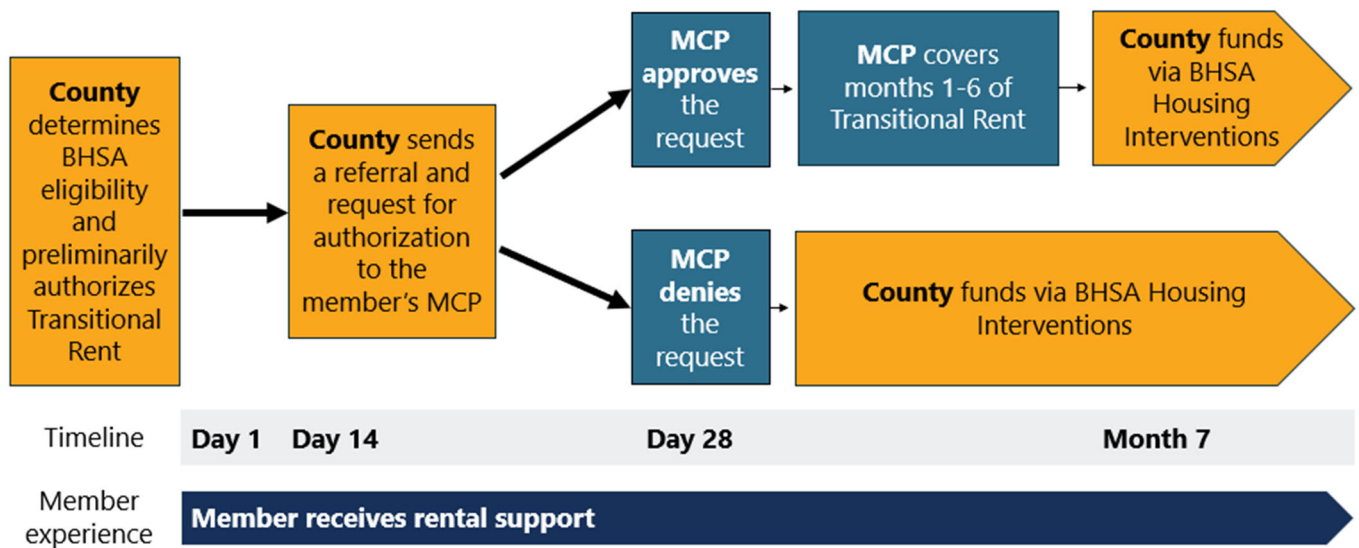 County
determines
BHSA
eligibility
and
preliminarily
authorizes
Transitional
Rent
County sends
a referral and
request for
authorization
to the
member's MCP
MCP
approves
the
request
MCP covers
months 1-6 of
Transitional Rent
County funds
via BHSA
Housing
Interventions
MCP
denies
the
request
County funds via BHSA Housing
Interventions
Timeline
Day 1
Day 14
Day 28
Month 7
Member
experience
Member receives rental support